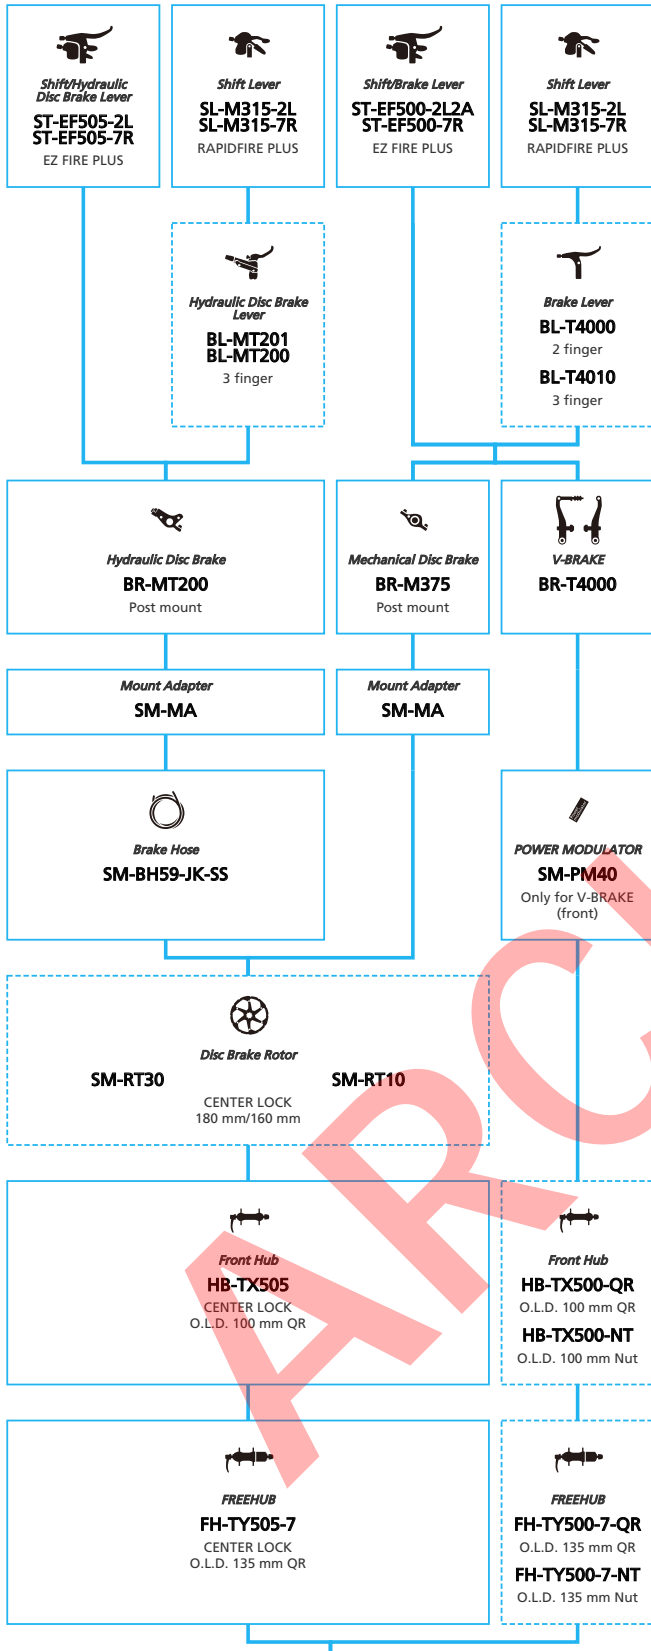 Shift/Hydraulic
Disc Brake Lever
ST-EF505-2L
ST-EF505-7R
EZ FIRE PLUS
Shift Lever
SL-M315-2L
SL-M315-7R
RAPIDFIRE PLUS
Shift/Brake Lever
ST-EF500-2L2A
ST-EF500-7R
EZ FIRE PLUS
Shift Lever
SL-M315-2L
SL-M315-7R
RAPIDFIRE PLUS
Hydraulic Disc Brake
Lever
BL-MT201
BL-MT200
3 finger
Brake Lever
BL-T4000
2 finger
BL-T4010
3 finger
Hydraulic Disc Brake
BR-MT200
Post mount
Mechanical Disc Brake
BR-M375
Post mount
V-BRAKE
BR-T4000
Mount Adapter
SM-MA
Mount Adapter
SM-MA
Brake Hose
SM-BH59-JK-SS
POWER MODULATOR
SM-PM40
Only for V-BRAKE
(front)
Disc Brake Rotor
SM-RT30
SM-RT10
CENTER LOCK
180 mm/160 mm
Front Hub
HB-TX505
CENTER LOCK
O.L.D. 100 mm QR
Front Hub
HB-TX500-QR
O.L.D. 100 mm QR
HB-TX500-NT
O.L.D. 100 mm Nut
FREEHUB
FH-TY505-7
CENTER LOCK
O.L.D. 135 mm QR
FREEHUB
FH-TY500-7-QR
O.L.D. 135 mm QR
FH-TY500-7-NT
O.L.D. 135 mm Nut